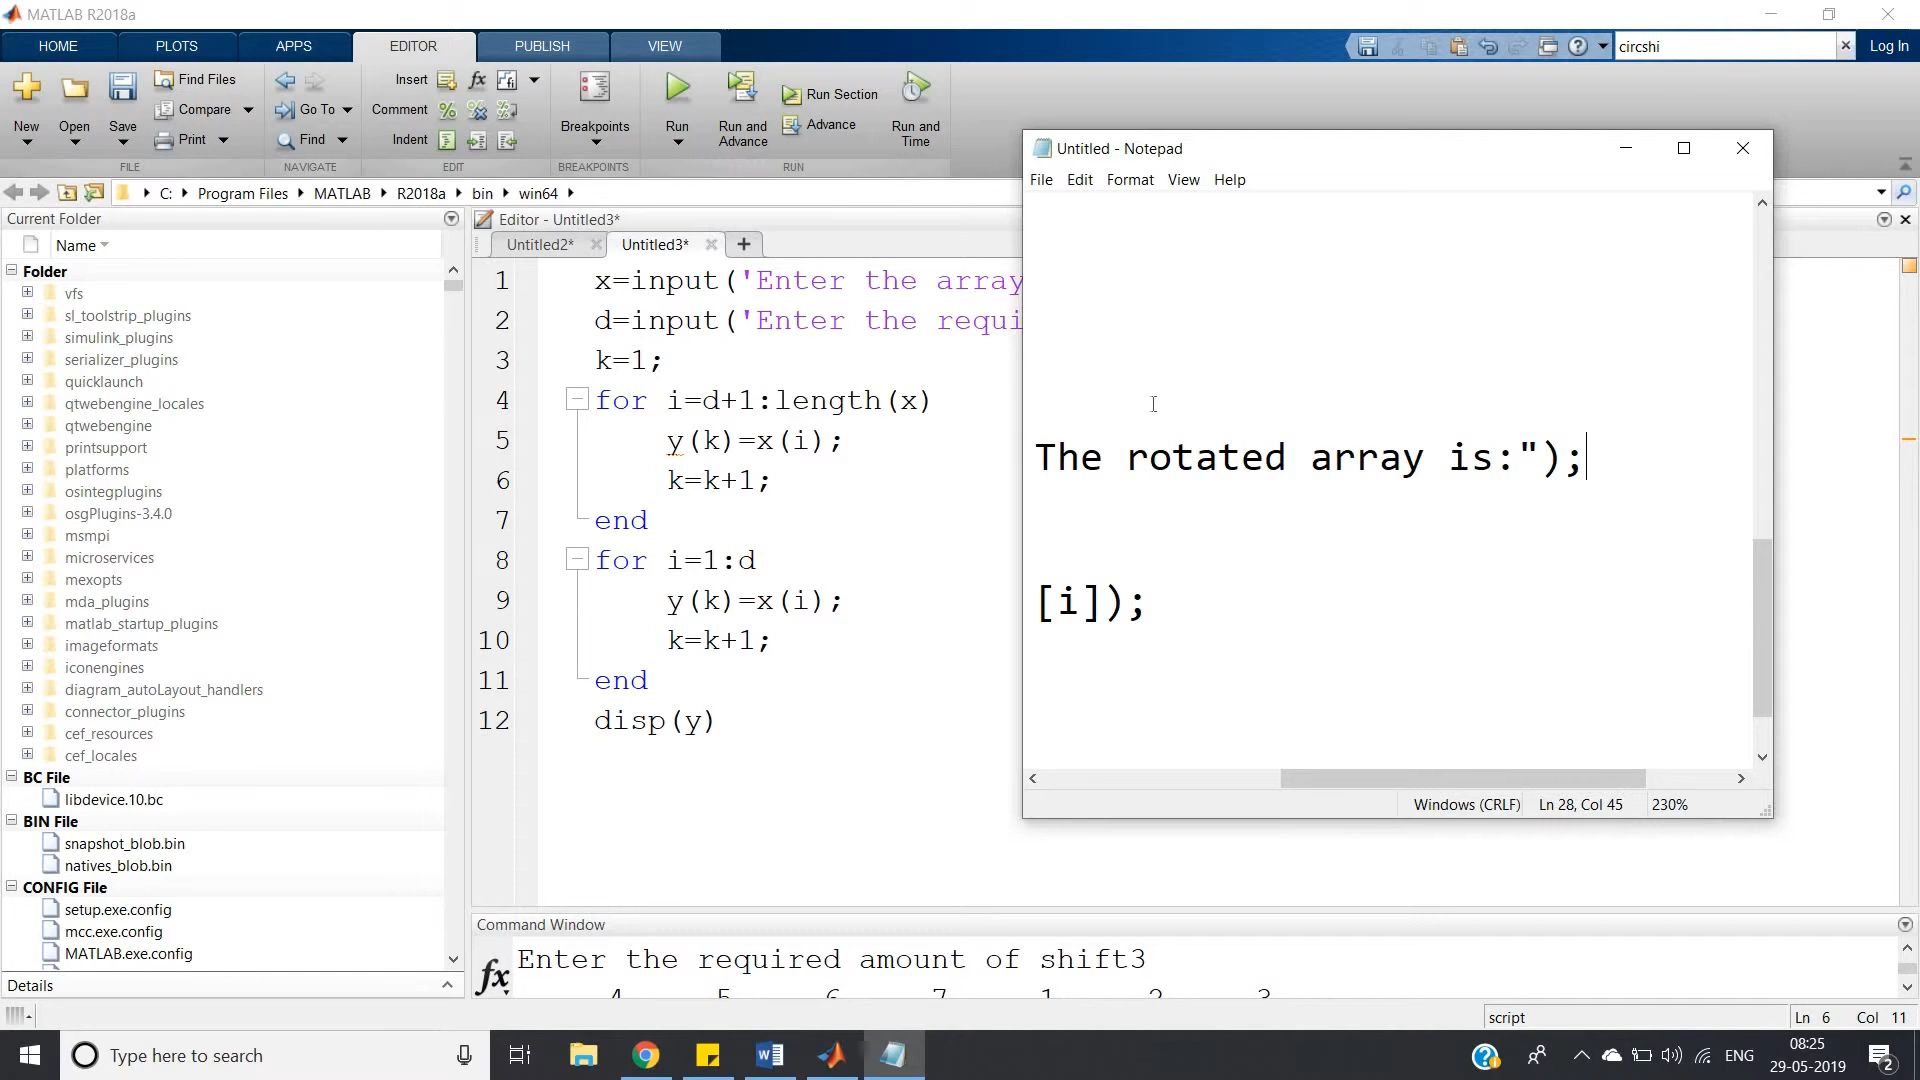 MATLAB R2018a
HOME PLOTS APPS EDITOR PUBLISH VIEW
circshi
Log In
New
Open
Save
Find Files
Compare
Print
Go To
Find
Insert
Comment
Indent
Breakpoints
Run
Run and Advance
Run Section
Advance
Run and Time
FILE NAVIGATE EDIT BREAKPOINTS RUN
C: Program Files MATLAB R2018a bin win64
Current Folder
Name
Folder
vfs
sl_toolstrip_plugins
simulink_plugins
serializer_plugins
quicklaunch
qtwebengine_locales
qtwebengine
printsupport
platforms
osintegplugins
osgPlugins-3.4.0
msmpi
microservices
mexopts
mda_plugins
matlab_startup_plugins
imageformats
iconengines
diagram_autoLayout_handlers
connector_plugins
cef_resources
cef_locales
BC File
libdevice.10.bc
BIN File
snapshot_blob.bin
natives_blob.bin
CONFIG File
setup.exe.config
mcc.exe.config
MATLAB.exe.config
Details
Editor - Untitled3*
Untitled2* Untitled3*
1 x=input('Enter the array
2 d=input('Enter the requi
3 k=1;
4 for i=d+1:length(x)
5 y(k)=x(i);
6 k=k+1;
7 end
8 for i=1:d
9 y(k)=x(i);
10 k=k+1;
11 end
12 disp(y)
Untitled - Notepad
File Edit Format View Help
The rotated array is:");
[i]);
Windows (CRLF) Ln 28, Col 45 230%
Command Window
fx Enter the required amount of shift3
4 5 6 7 1 2 3
script Ln 6 Col 11
Type here to search
ENG
08:25
29-05-2019
2